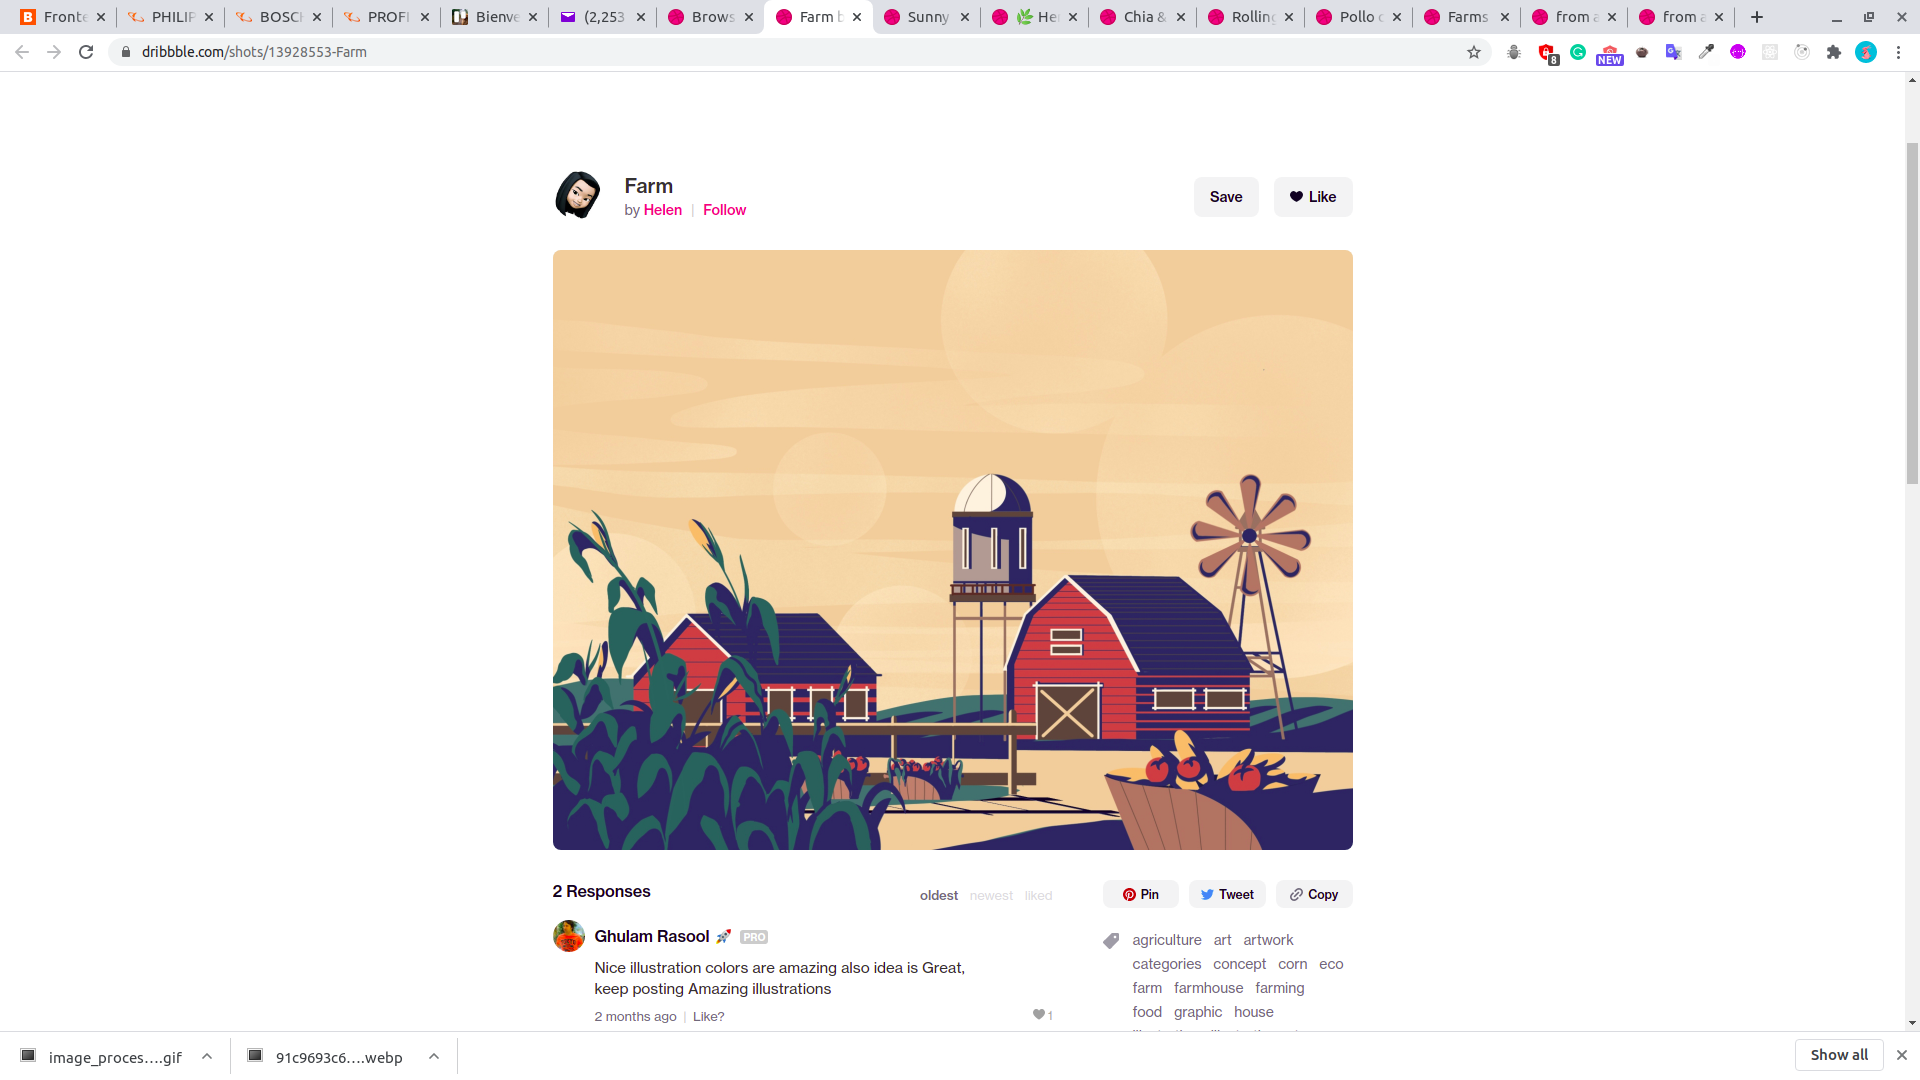 Fronte
PHILIP
BOSCH
PROFI
Bienve
(2,253
Brows
Farm b
Sunny
He
Chia &
Rolling
Pollo c
Farms
from a
from a
dribbble.com/shots/13928553-Farm
8
NEW
Farm
by Helen | Follow
Save
Like
2 Responses
oldest newest liked
Pin
Tweet
Copy
Ghulam Rasool PRO
Nice illustration colors are amazing also idea is Great,
keep posting Amazing illustrations
2 months ago | Like?
1
agriculture art artwork
categories concept corn eco
farm farmhouse farming
food graphic house
image_proces....gif
91c9693c6....webp
Show all